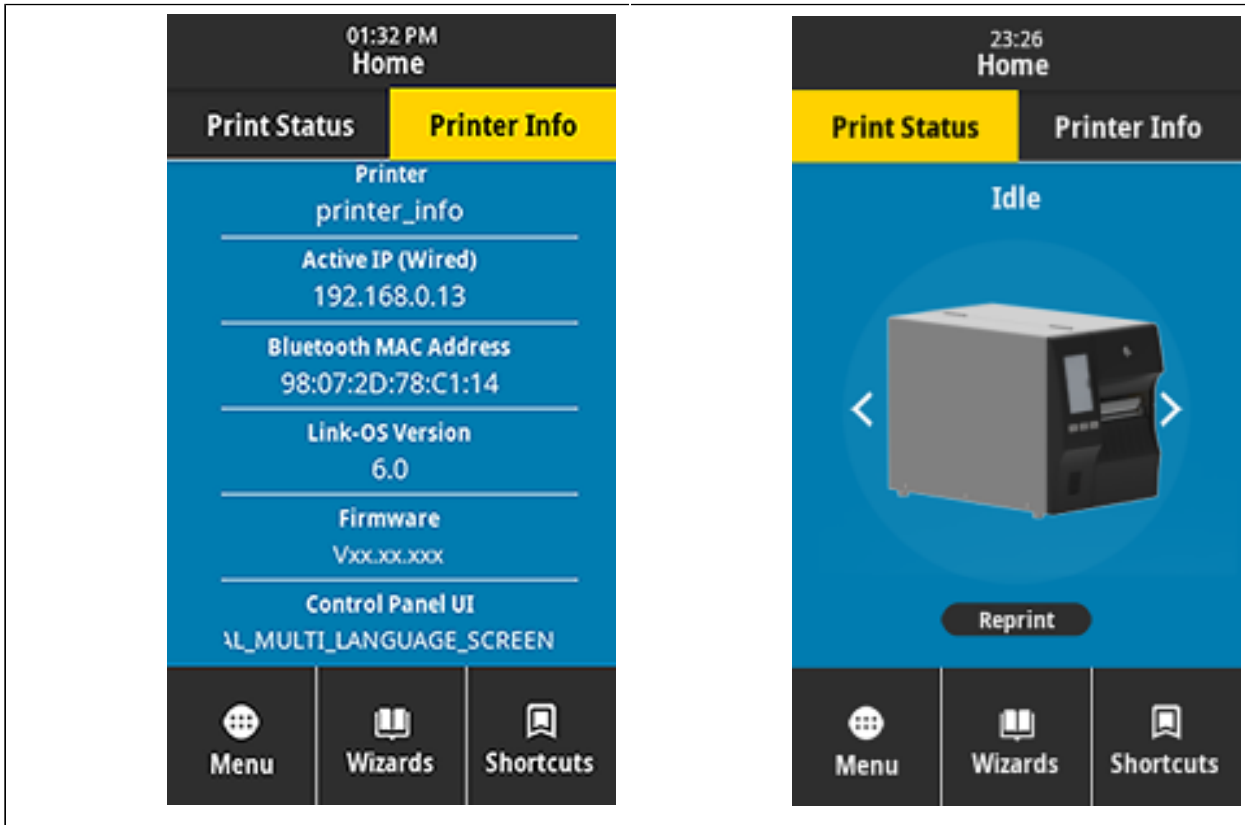 01:32 PM
Home
Print Status Printer Info
Printer
printer_info
Active IP (Wired)
192.168.0.13
Bluetooth MAC Address
98:07:2D:78:C1:14
Link-OS Version
6.0
Firmware
Vxx.xx.xxx
Control Panel UI
AL_MULTI_LANGUAGE_SCREEN
Menu Wizards Shortcuts
23:26
Home
Print Status Printer Info
Idle
Reprint
Menu Wizards Shortcuts